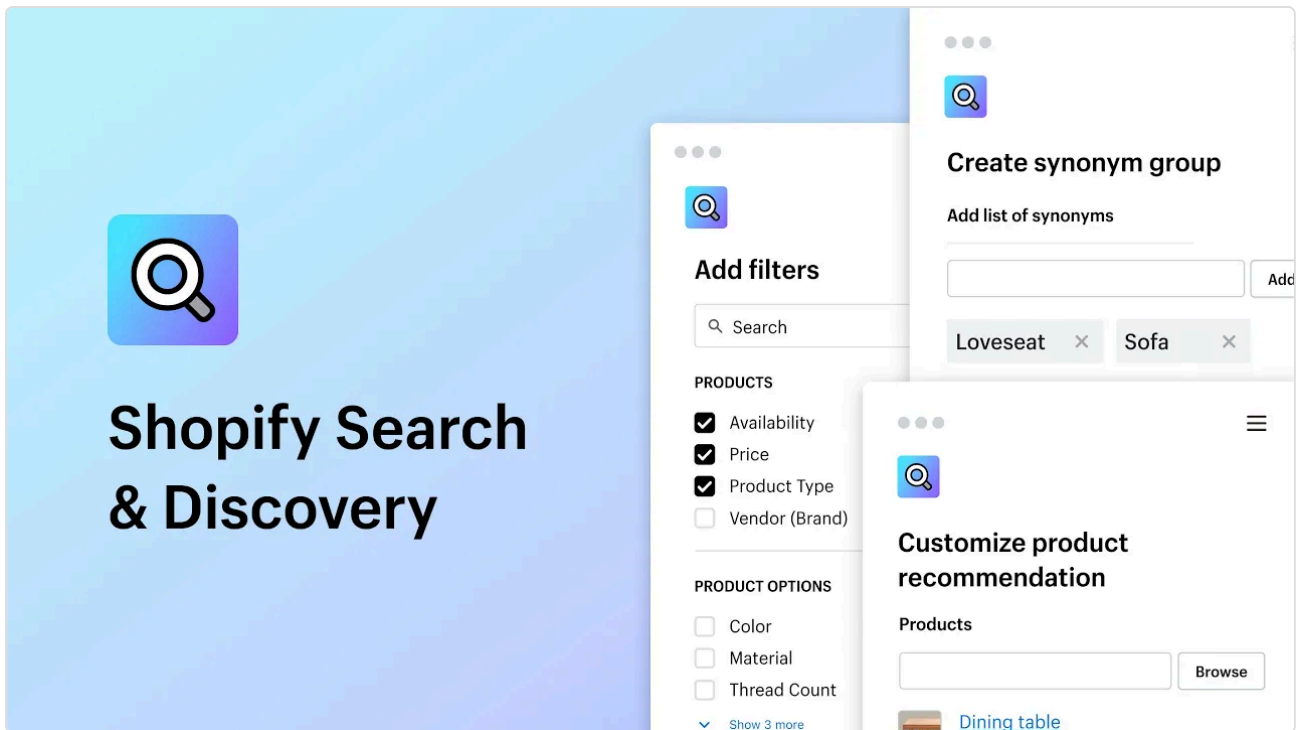 Shopify Search
& Discovery
Add filters
Search
PRODUCTS
Availability
Price
Product Type
Vendor (Brand)
PRODUCT OPTIONS
Color
Material
Thread Count
Show 3 more
Create synonym group
Add list of synonyms
Add
Loveseat
Sofa
Customize product
recommendation
Products
Browse
Dining table